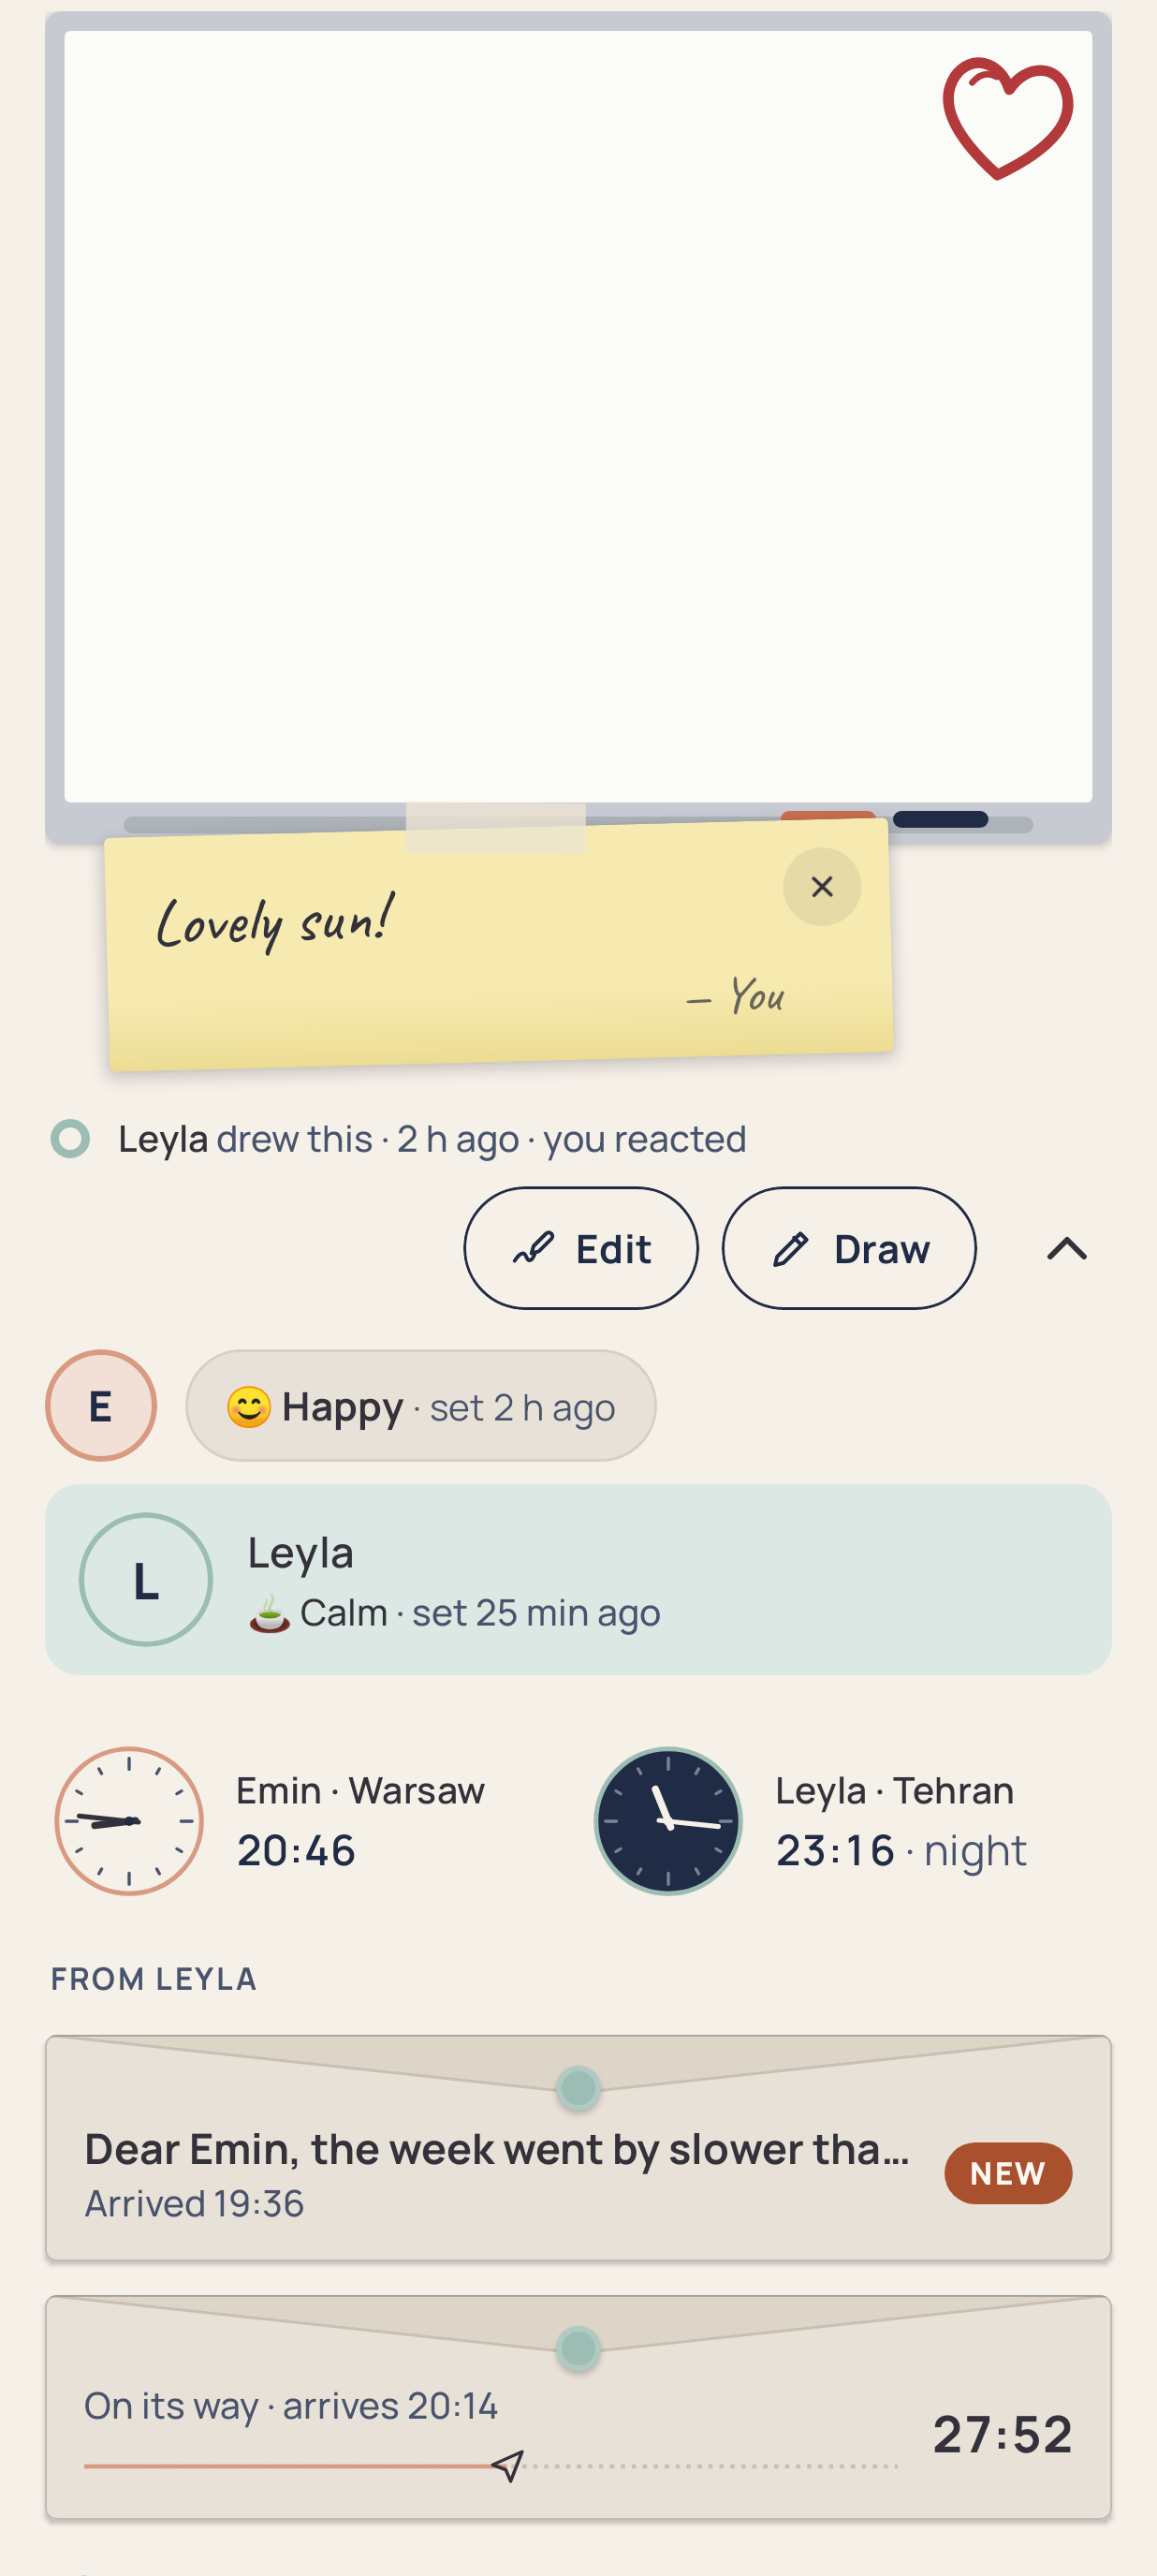 Lovely sun!
– You
Leyla drew this · 2 h ago · you reacted
Edit
Draw
E
😊 Happy · set 2 h ago
L
Leyla
🍵 Calm · set 25 min ago
Emin · Warsaw
20:46
Leyla · Tehran
23:16 · night
FROM LEYLA
Dear Emin, the week went by slower tha...
NEW
Arrived 19:36
On its way · arrives 20:14
27:52